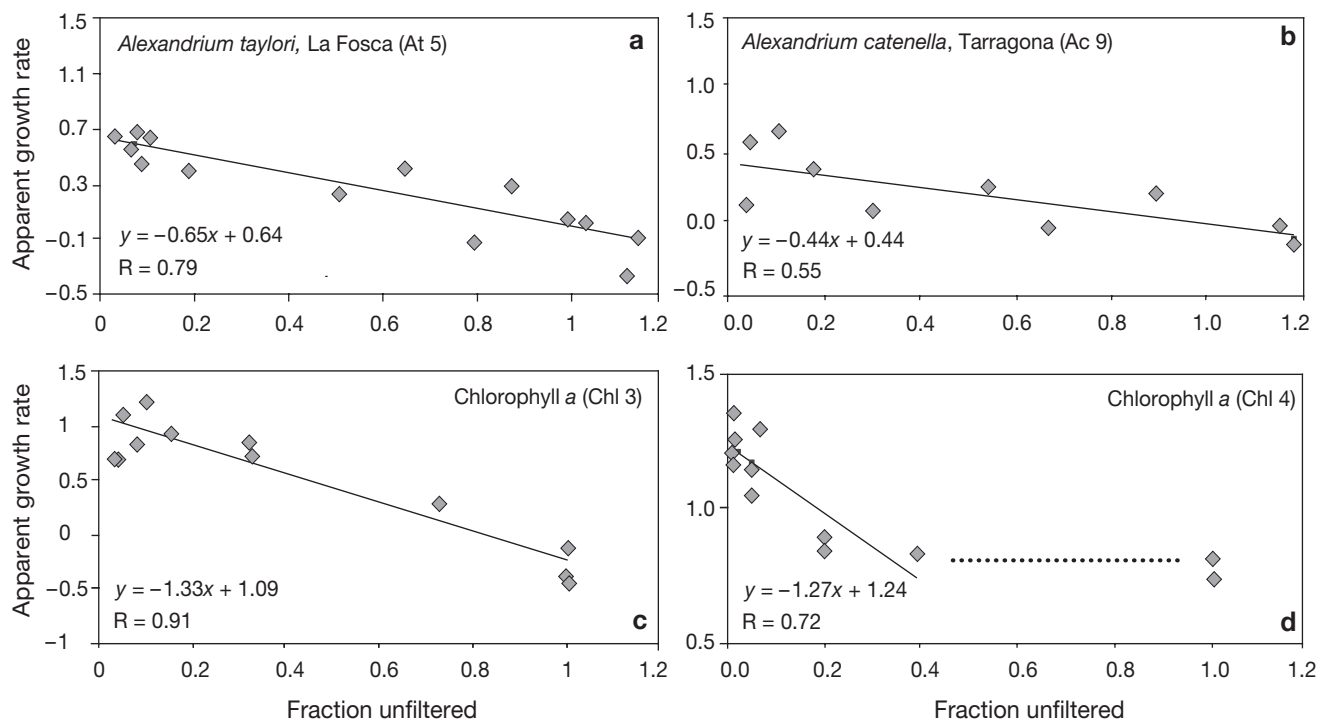 Apparent growth rate
1.5
1.1
0.7
0.3
−0.1
−0.5
Alexandrium taylori, La Fosca (At 5)
a
y = −0.65x + 0.64
R = 0.79
0 0.2 0.4 0.6 0.8 1 1.2
1.5
1.0
0.5
0.0
−0.5
Alexandrium catenella, Tarragona (Ac 9)
b
y = −0.44x + 0.44
R = 0.55
0.0 0.2 0.4 0.6 0.8 1.0 1.2
Apparent growth rate
1.5
1
0.5
0
−0.5
−1
Chlorophyll a (Chl 3)
y = −1.33x + 1.09
R = 0.91
c
0 0.2 0.4 0.6 0.8 1 1.2
Fraction unfiltered
1.5
1.0
0.5
Chlorophyll a (Chl 4)
y = −1.27x + 1.24
R = 0.72
d
0.0 0.2 0.4 0.6 0.8 1.0 1.2
Fraction unfiltered